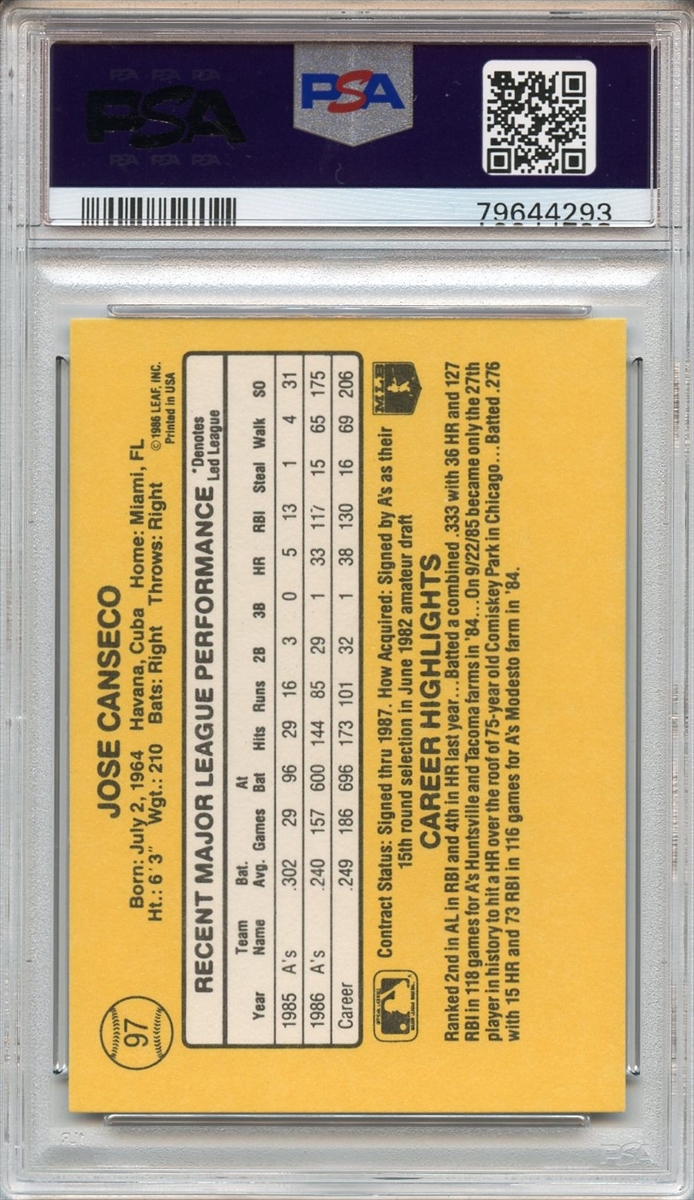 PSA PSA PSA
PSA
PSA PSA PSA
PSA
79644293
97
JOSE CANSECO
Born: July 2, 1964 Havana, Cuba Home: Miami, FL
Ht.: 6'3" Wgt.: 210 Bats: Right Throws: Right
©1986 LEAF, INC.
Printed in USA
RECENT MAJOR LEAGUE PERFORMANCE
*Denotes
Led League
Year Team Name Bat. Avg. Games At Bat Hits Runs 2B 3B HR RBI Steal Walk SO
1985 A's .302 29 96 29 16 3 0 5 13 1 4 31
1986 A's .240 157 600 144 85 29 1 33 117 15 65 175
Career .249 186 696 173 101 32 1 38 130 16 69 206
Contract Status: Signed thru 1987. How Acquired: Signed by A's as their
15th round selection in June 1982 amateur draft
MLB
CAREER HIGHLIGHTS
Ranked 2nd in AL in RBI and 4th in HR last year... Batted a combined .333 with 36 HR and 127
RBI in 118 games for A's Huntsville and Tacoma farms in '84... On 9/22/85 became only the 27th
player in history to hit a HR over the roof of 75-year old Comiskey Park in Chicago... Batted .276
with 15 HR and 73 RBI in 116 games for A's Modesto farm in '84.
PSA